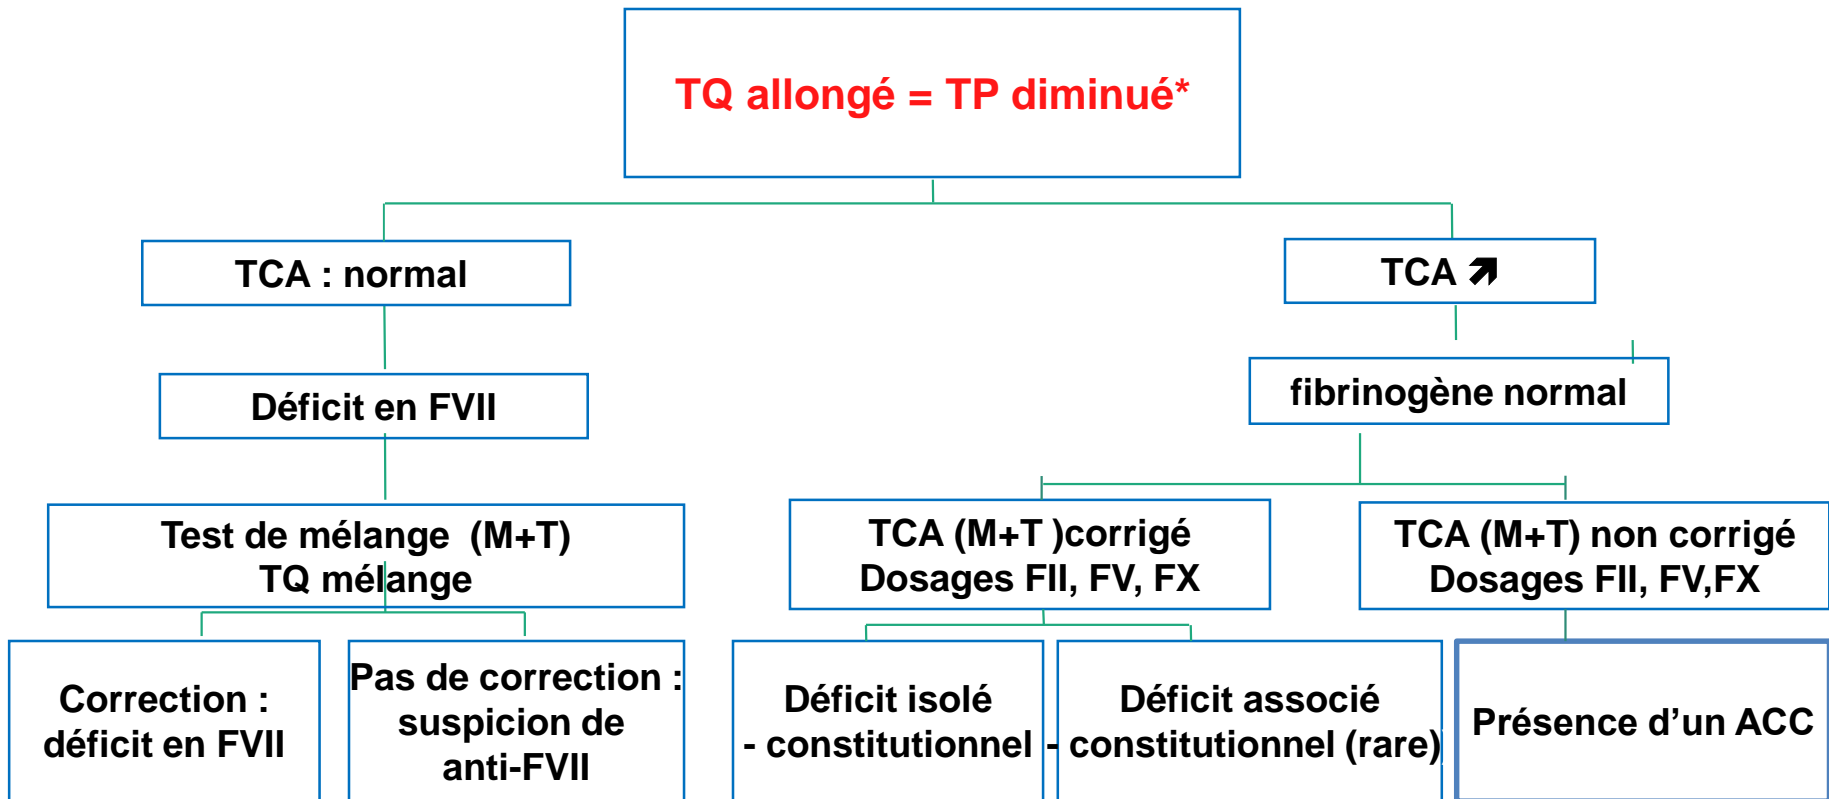 TQ allongé = TP diminué*
TCA : normal
TCA ↗
Déficit en FVII
fibrinogène normal
Test de mélange (M+T)
TQ mélange
TCA (M+T )corrigé
Dosages FII, FV, FX
TCA (M+T) non corrigé
Dosages FII, FV,FX
Correction :
déficit en FVII
Pas de correction :
suspicion de
anti-FVII
Déficit isolé
- constitutionnel
Déficit associé
- constitutionnel (rare)
Présence d’un ACC